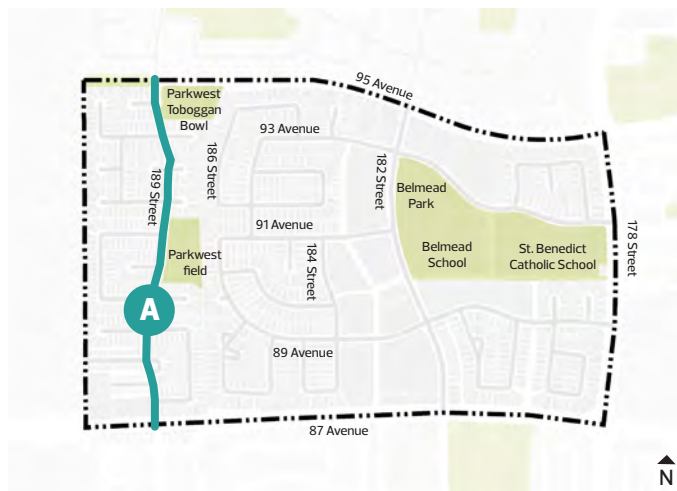 95 Avenue
Parkwest
Toboggan
Bowl
93 Avenue
186 Street
182 Street
189 Street
Belmead
Park
91 Avenue
178 Street
Parkwest
field
184 Street
Belmead
School
St. Benedict
Catholic School
A
89 Avenue
87 Avenue
N